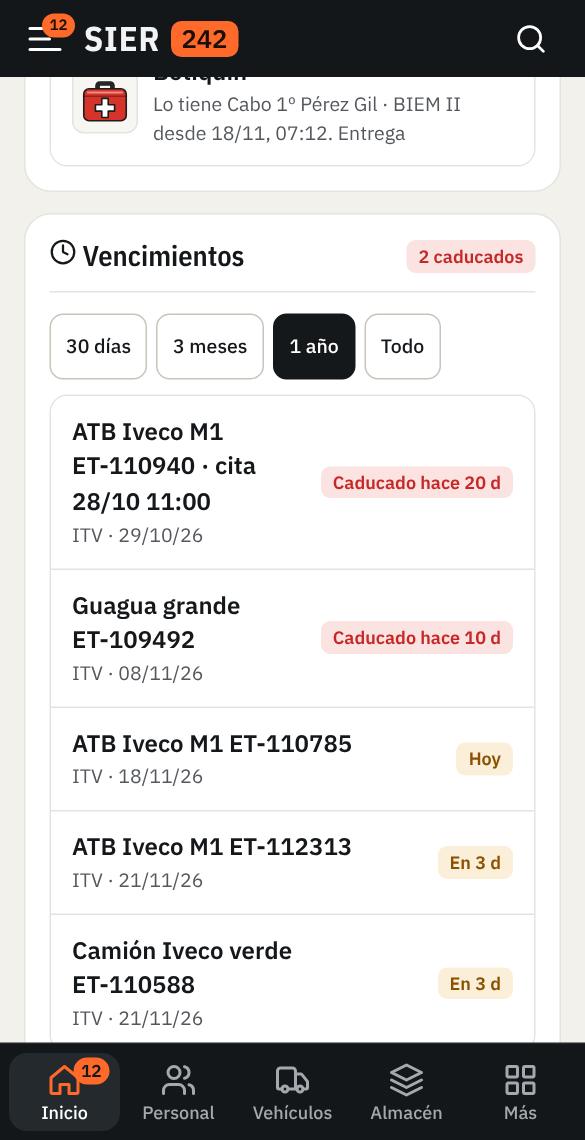 12
SIER 242
Botiquín
Lo tiene Cabo 1º Pérez Gil · BIEM II
desde 18/11, 07:12. Entrega
Vencimientos
2 caducados
30 días
3 meses
1 año
Todo
ATB Iveco M1
ET-110940 · cita
28/10 11:00
ITV · 29/10/26
Caducado hace 20 d
Guagua grande
ET-109492
ITV · 08/11/26
Caducado hace 10 d
ATB Iveco M1 ET-110785
ITV · 18/11/26
Hoy
ATB Iveco M1 ET-112313
ITV · 21/11/26
En 3 d
Camión Iveco verde
ET-110588
ITV · 21/11/26
En 3 d
12
Inicio
Personal
Vehículos
Almacén
Más